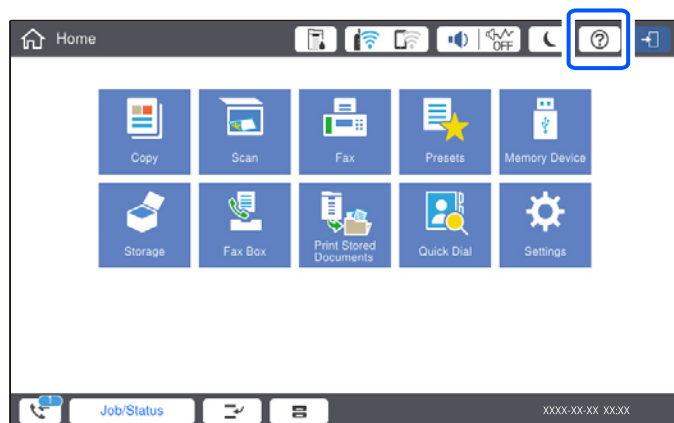 Home
OFF
?
Copy
Scan
Fax
Presets
Memory Device
Storage
Fax Box
Print Stored
Documents
Quick Dial
Settings
1
Job/Status
XXXX-XX-XX XX:XX